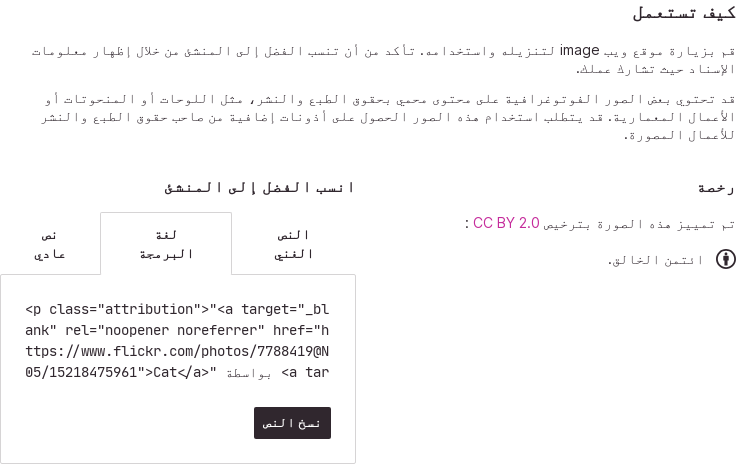 كيف تستعمل
قم بزيارة موقع ويب image لتنزيله واستخدامه. تأكد من أن تنسب الفضل إلى المنشئ من خلال إظهار معلومات
الإسناد حيث تشارك عملك.
قد تحتوي بعض الصور الفوتوغرافية على محتوى محمي بحقوق الطبع والنشر، مثل اللوحات أو المنحوتات أو
الأعمال المعمارية. قد يتطلب استخدام هذه الصور الحصول على أذونات إضافية من صاحب حقوق الطبع والنشر
للأعمال المصورة.
رخصة
تم تمييز هذه الصورة بترخيص CC BY 2.0 :
ائتمن الخالق.
انسب الفضل إلى المنشئ
النص
الغني
لغة
البرمجة
نص
عادي
<p class="attribution">"<a target="_bl
ank" rel="noopener noreferrer" href="h
ttps://www.flickr.com/photos/7788419@N
05/15218475961">Cat</a>" بواسطة <a tar
نسخ النص